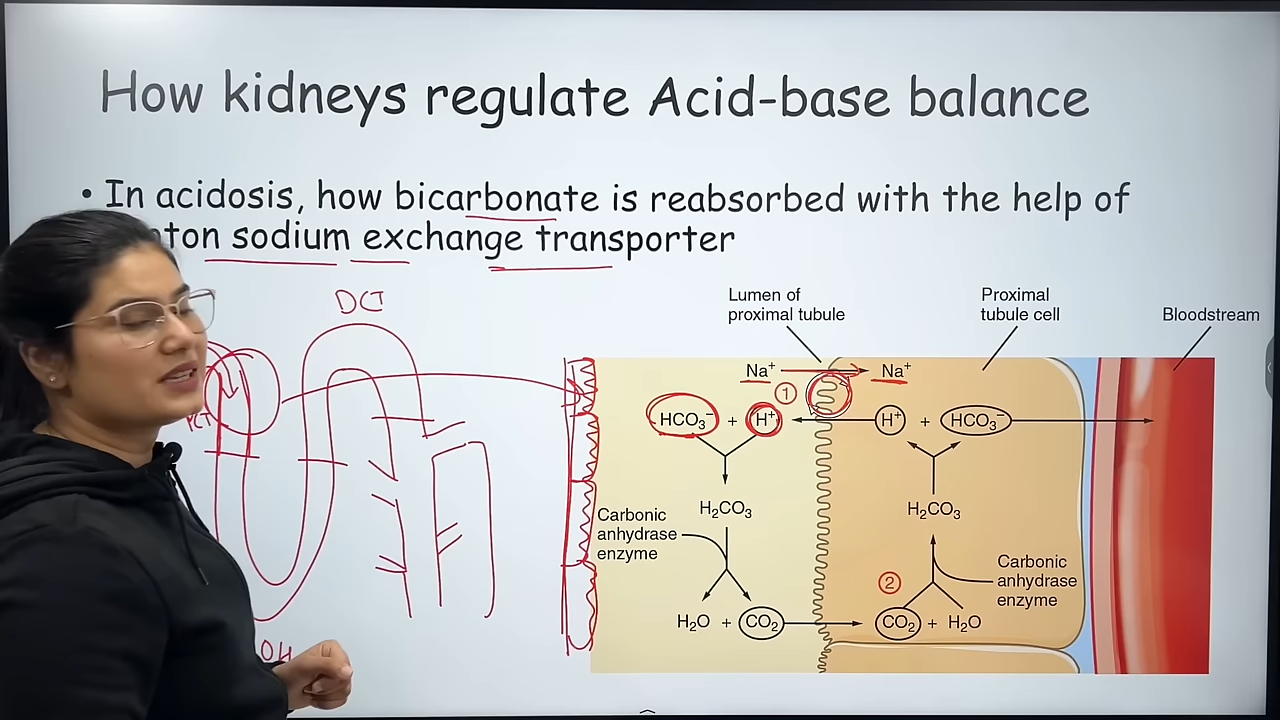 How kidneys regulate Acid-base balance
• In acidosis, how bicarbonate is reabsorbed with the help of
sodium exchange transporter
DCT
PCT
LOH
Lumen of
proximal tubule
Proximal
tubule cell
Bloodstream
Na⁺
Na⁺
①
HCO₃⁻ + H⁺
H⁺ + HCO₃⁻
H₂CO₃
H₂CO₃
Carbonic
anhydrase
enzyme
Carbonic
anhydrase
enzyme
②
H₂O + CO₂
CO₂ + H₂O